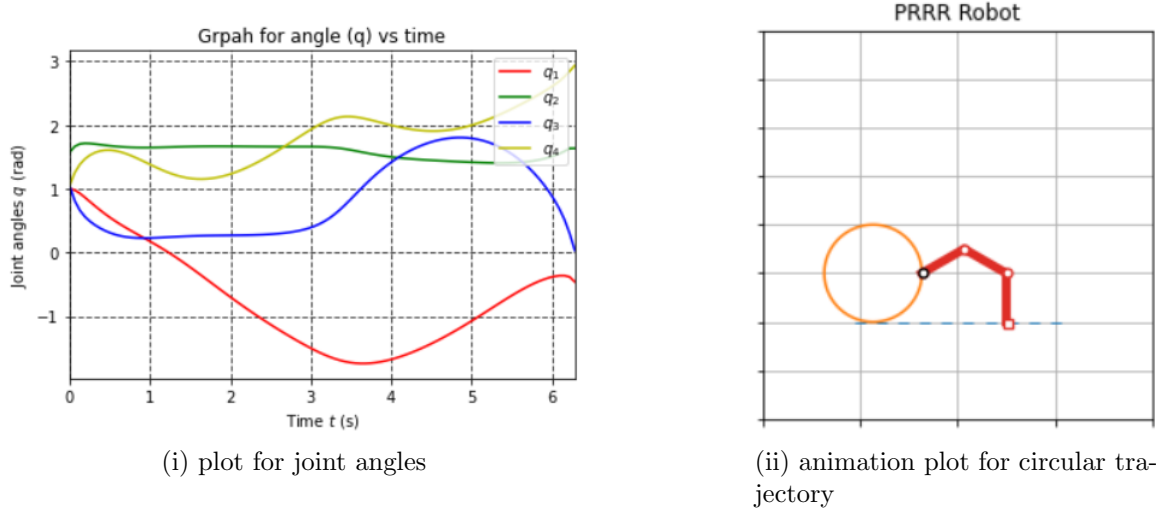 Grpah for angle (q) vs time
3
2
1
0
−1
0 1 2 3 4 5 6
Joint angles q (rad)
Time t (s)
q1
q2
q3
q4
(i) plot for joint angles
PRRR Robot
(ii) animation plot for circular tra-
jectory